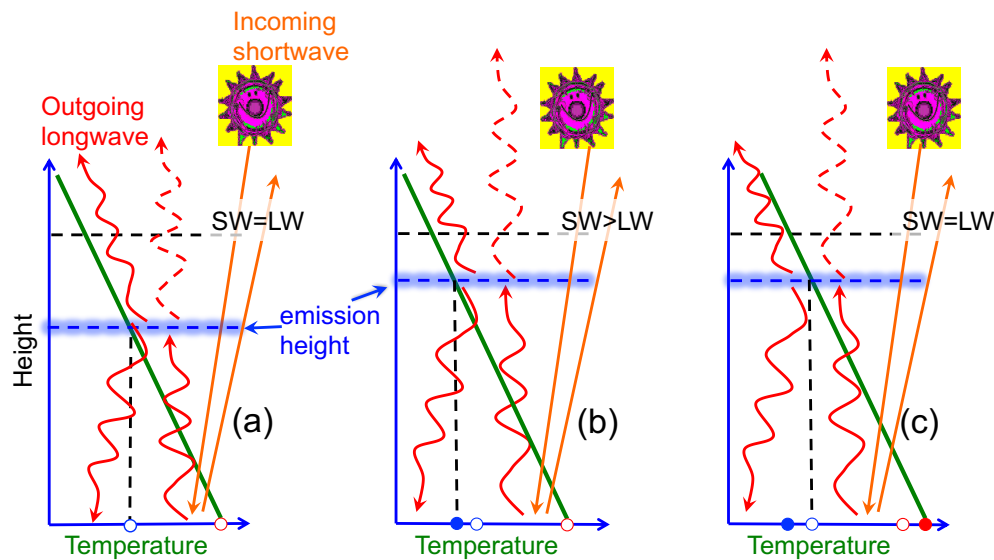 Incoming
shortwave
Outgoing
longwave
SW=LW
SW>LW
SW=LW
emission
height
Height
(a)
(b)
(c)
Temperature
Temperature
Temperature